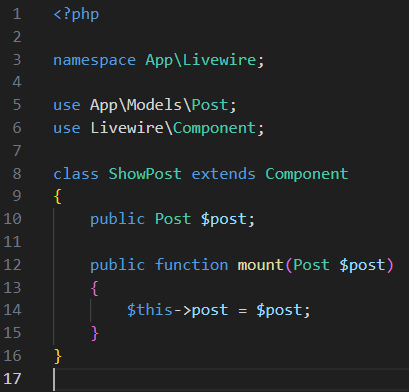 1 <?php
2
3 namespace App\Livewire;
4
5 use App\Models\Post;
6 use Livewire\Component;
7
8 class ShowPost extends Component
9 {
10     public Post $post;
11
12     public function mount(Post $post)
13     {
14         $this->post = $post;
15     }
16 }
17